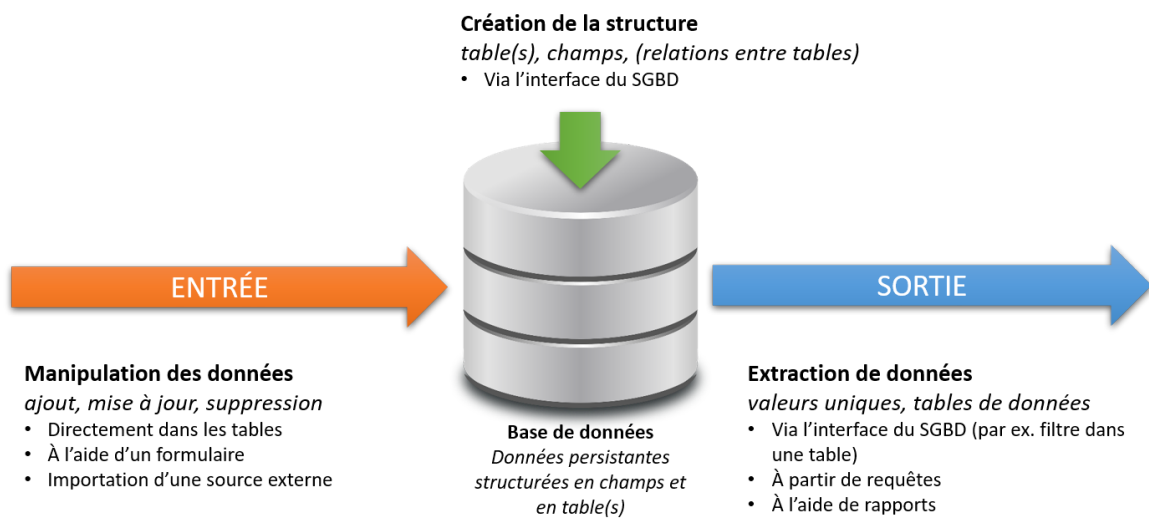 Création de la structure
table(s), champs, (relations entre tables)
• Via l’interface du SGBD
ENTRÉE
SORTIE
Manipulation des données
ajout, mise à jour, suppression
• Directement dans les tables
• À l’aide d’un formulaire
• Importation d’une source externe
Base de données
Données persistantes
structurées en champs et
en table(s)
Extraction de données
valeurs uniques, tables de données
• Via l’interface du SGBD (par ex. filtre dans
une table)
• À partir de requêtes
• À l’aide de rapports